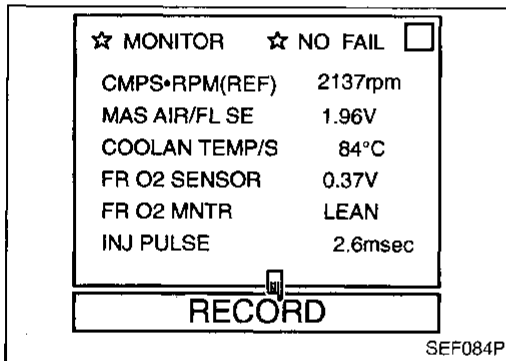 ☆ MONITOR ☆ NO FAIL
CMPS•RPM(REF) 2137rpm
MAS AIR/FL SE 1.96V
COOLAN TEMP/S 84°C
FR O2 SENSOR 0.37V
FR O2 MNTR LEAN
INJ PULSE 2.6msec
RECORD
SEF084P